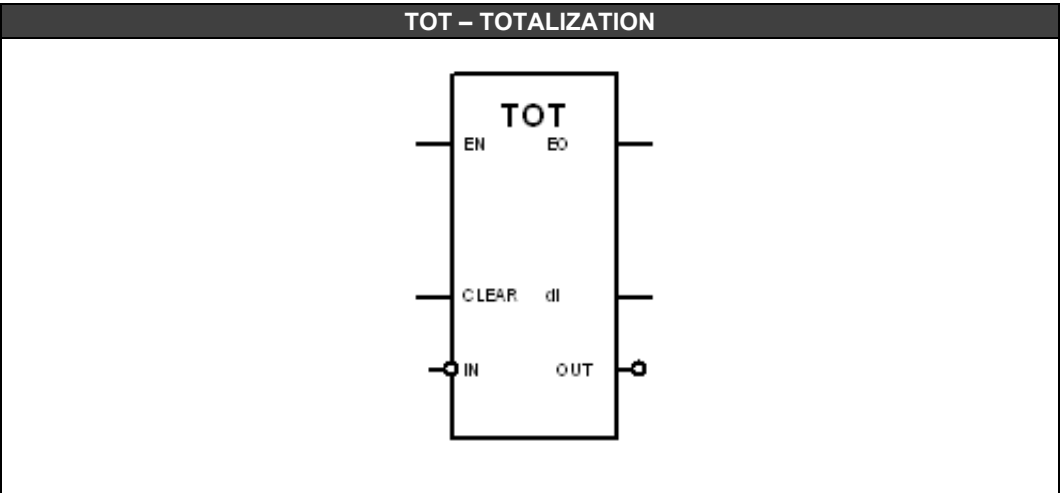 TOT – TOTALIZATION
TOT
EN EO
CLEAR dI
IN OUT